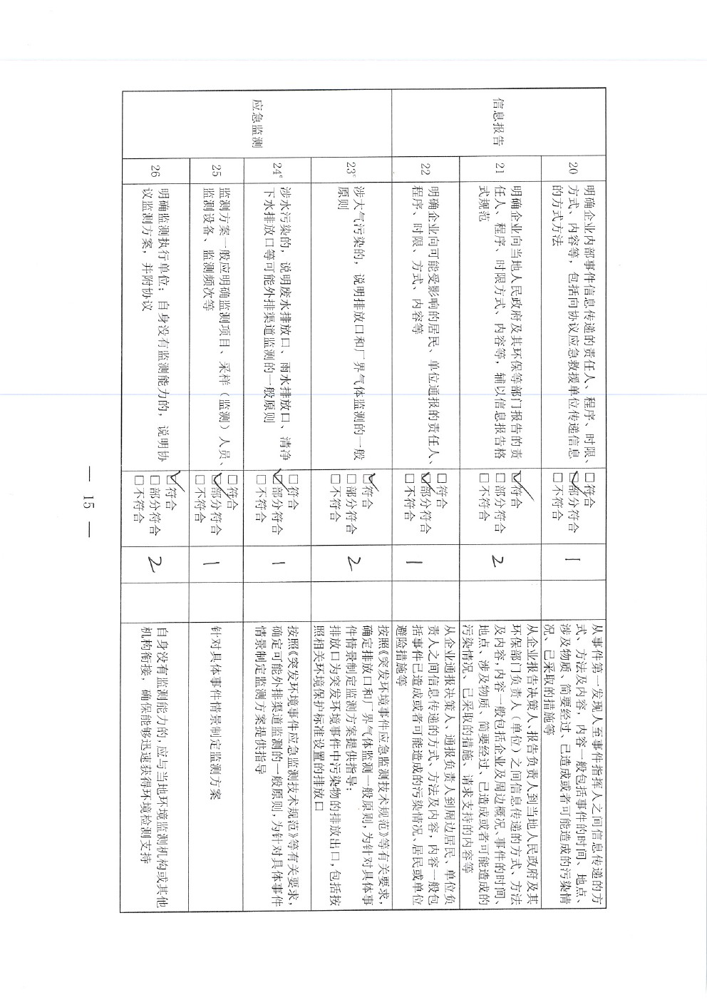 信息报告
20
明确企业内部事件信息传递的责任人、程序、时限、
方式、内容等，包括向协议应急救援单位传递信息
的方式方法
□符合
☑部分符合
□不符合
1
从事件第一发现人至事件指挥人之间信息传递的方
式、方法及内容，内容一般包括事件的时间、地点、
涉及物质、简要经过、已造成或者可能造成的污染情
况、已采取的措施等
21
明确企业向当地人民政府及其环保等部门报告的责
任人、程序、时限方式、内容等，辅以信息报告格
式规范
☑符合
□部分符合
□不符合
2
从企业报告决策人、报告负责人到当地人民政府及其
环保部门负责人（单位）之间信息传递的方式、方法
及内容，内容一般包括企业及周边概况、事件的时间、
地点、涉及物质、简要经过、已造成或者可能造成的
污染情况、已采取的措施、请求支持的内容等
22
明确企业向可能受影响的居民、单位通报的责任人、
程序、时限、方式、内容等
□符合
☑部分符合
□不符合
1
从企业通报决策人、通报负责人到周边居民、单位负
责人之间信息传递的方式、方法及内容，内容一般包
括事件已造成或者可能造成的污染情况、居民或单位
避险措施等
应急监测
23c
涉大气污染的，说明排放口和厂界气体监测的一般
原则
☑符合
□部分符合
□不符合
2
按照《突发环境事件应急监测技术规范》等有关要求，
确定排放口和厂界气体监测一般原则，为针对具体事
件情景制定监测方案提供指导；
排放口为突发环境事件中污染物的排放出口，包括按
照相关环境保护标准设置的排放口
24c
涉水污染的，说明废水排放口、雨水排放口、清净
下水排放口等可能外排渠道监测的一般原则
□符合
☑部分符合
□不符合
1
按照《突发环境事件应急监测技术规范》等有关要求，
确定可能外排渠道监测的一般原则，为针对具体事件
情景制定监测方案提供指导
25
监测方案一般应明确监测项目、采样（监测）人员、
监测设备、监测频次等
□符合
☑部分符合
□不符合
1
针对具体事件情景制定监测方案
26
明确监测执行单位；自身没有监测能力的，说明协
议监测方案，并附协议
☑符合
□部分符合
□不符合
2
自身没有监测能力的，应与当地环境监测机构或其他
机构衔接，确保能够迅速获得环境检测支持
— 15 —